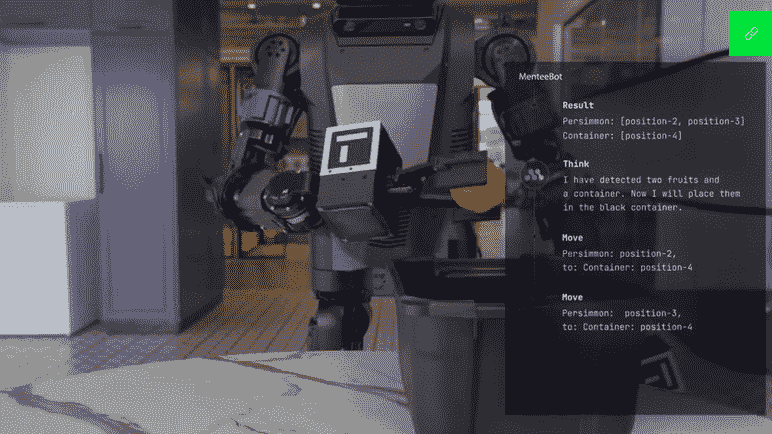 MenteeBot
Result
Persimmon: [position-2, position-3]
Container: [position-4]
Think
I have detected two fruits and
a container. Now I will place them
in the black container.
Move
Persimmon: position-2,
to: Container: position-4
Move
Persimmon: position-3,
to: Container: position-4